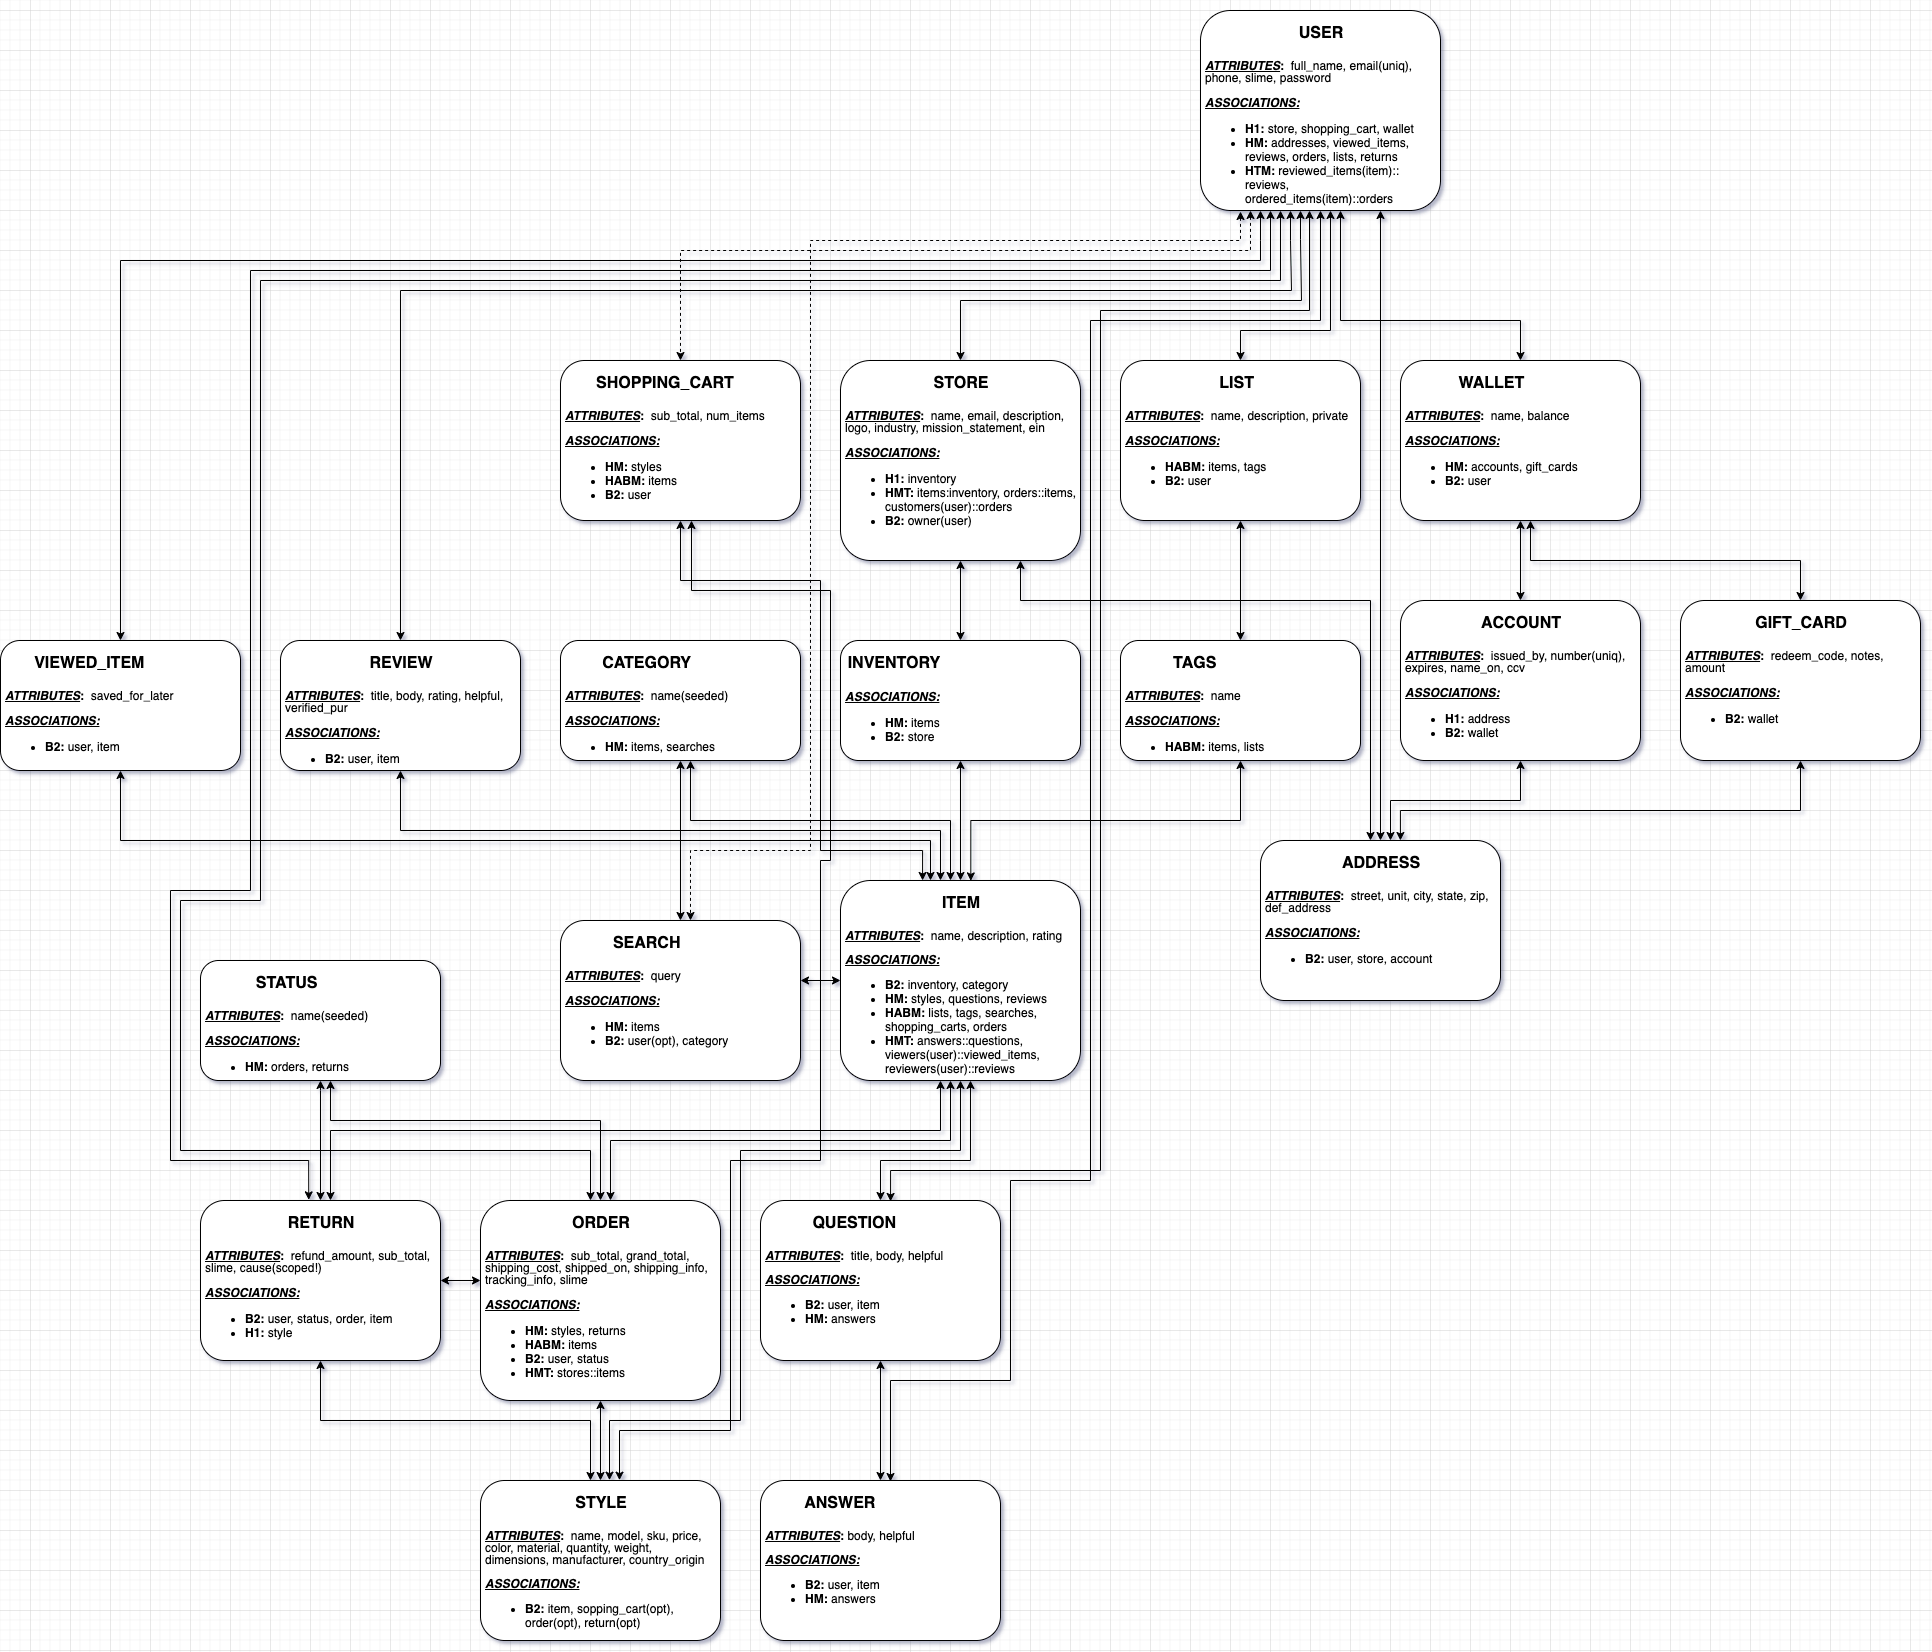 USER
ATTRIBUTES: full_name, email(uniq),
phone, slime, password
ASSOCIATIONS:
• H1: store, shopping_cart, wallet
• HM: addresses, viewed_items,
reviews, orders, lists, returns
• HTM: reviewed_items(item)::
reviews,
ordered_items(item)::orders
SHOPPING_CART
ATTRIBUTES: sub_total, num_items
ASSOCIATIONS:
• HM: styles
• HABM: items
• B2: user
STORE
ATTRIBUTES: name, email, description,
logo, industry, mission_statement, ein
ASSOCIATIONS:
• H1: inventory
• HMT: items:inventory, orders::items,
customers(user)::orders
• B2: owner(user)
LIST
ATTRIBUTES: name, description, private
ASSOCIATIONS:
• HABM: items, tags
• B2: user
WALLET
ATTRIBUTES: name, balance
ASSOCIATIONS:
• HM: accounts, gift_cards
• B2: user
VIEWED_ITEM
ATTRIBUTES: saved_for_later
ASSOCIATIONS:
• B2: user, item
REVIEW
ATTRIBUTES: title, body, rating, helpful,
verified_pur
ASSOCIATIONS:
• B2: user, item
CATEGORY
ATTRIBUTES: name(seeded)
ASSOCIATIONS:
• HM: items, searches
INVENTORY
ASSOCIATIONS:
• HM: items
• B2: store
TAGS
ATTRIBUTES: name
ASSOCIATIONS:
• HABM: items, lists
ACCOUNT
ATTRIBUTES: issued_by, number(uniq),
expires, name_on, ccv
ASSOCIATIONS:
• H1: address
• B2: wallet
GIFT_CARD
ATTRIBUTES: redeem_code, notes,
amount
ASSOCIATIONS:
• B2: wallet
STATUS
ATTRIBUTES: name(seeded)
ASSOCIATIONS:
• HM: orders, returns
SEARCH
ATTRIBUTES: query
ASSOCIATIONS:
• HM: items
• B2: user(opt), category
ITEM
ATTRIBUTES: name, description, rating
ASSOCIATIONS:
• B2: inventory, category
• HM: styles, questions, reviews
• HABM: lists, tags, searches,
shopping_carts, orders
• HMT: answers::questions,
viewers(user)::viewed_items,
reviewers(user)::reviews
ADDRESS
ATTRIBUTES: street, unit, city, state, zip,
def_address
ASSOCIATIONS:
• B2: user, store, account
RETURN
ATTRIBUTES: refund_amount, sub_total,
slime, cause(scoped!)
ASSOCIATIONS:
• B2: user, status, order, item
• H1: style
ORDER
ATTRIBUTES: sub_total, grand_total,
shipping_cost, shipped_on, shipping_info,
tracking_info, slime
ASSOCIATIONS:
• HM: styles, returns
• HABM: items
• B2: user, status
• HMT: stores::items
QUESTION
ATTRIBUTES: title, body, helpful
ASSOCIATIONS:
• B2: user, item
• HM: answers
STYLE
ATTRIBUTES: name, model, sku, price,
color, material, quantity, weight,
dimensions, manufacturer, country_origin
ASSOCIATIONS:
• B2: item, sopping_cart(opt),
order(opt), return(opt)
ANSWER
ATTRIBUTES: body, helpful
ASSOCIATIONS:
• B2: user, item
• HM: answers